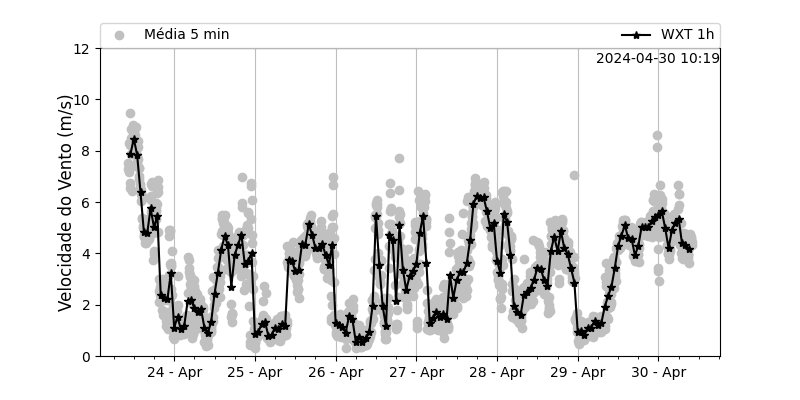 Média 5 min
WXT 1h
2024-04-30 10:19
Velocidade do Vento (m/s)
12
10
8
6
4
2
0
24 - Apr
25 - Apr
26 - Apr
27 - Apr
28 - Apr
29 - Apr
30 - Apr